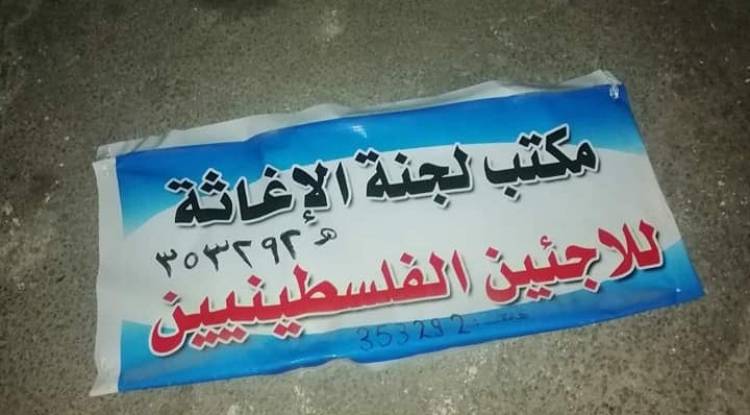 مكتب لجنة الإغاثة
ه ٣٥٣٢٩٢
للاجئين الفلسطينيين
353292